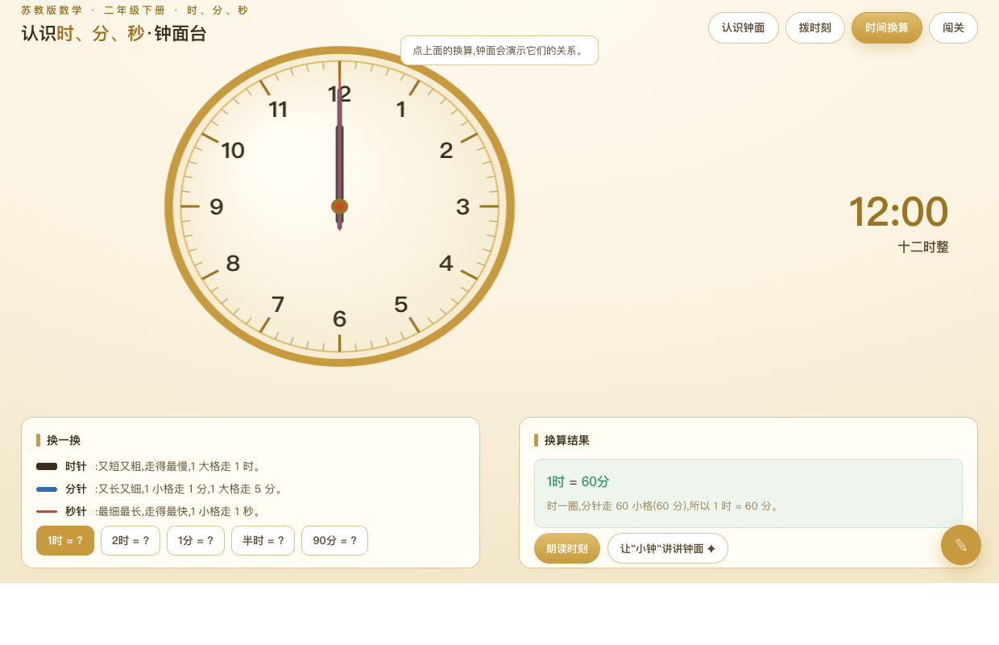 苏教版数学 · 二年级下册 · 时、分、秒
认识时、分、秒·钟面台
认识钟面
拨时刻
时间换算
闯关
点上面的换算,钟面会演示它们的关系。
12
1
2
3
4
5
6
7
8
9
10
11
12:00
十二时整
换一换
时针 :又短又粗,走得最慢,1 大格走 1 时。
分针 :又长又细,1 小格走 1 分,1 大格走 5 分。
秒针 :最细最长,走得最快,1 小格走 1 秒。
1时 = ?
2时 = ?
1分 = ?
半时 = ?
90分 = ?
换算结果
1时 = 60分
时一圈,分针走 60 小格(60 分),所以 1 时 = 60 分。
朗读时刻
让"小钟"讲讲钟面 ✦